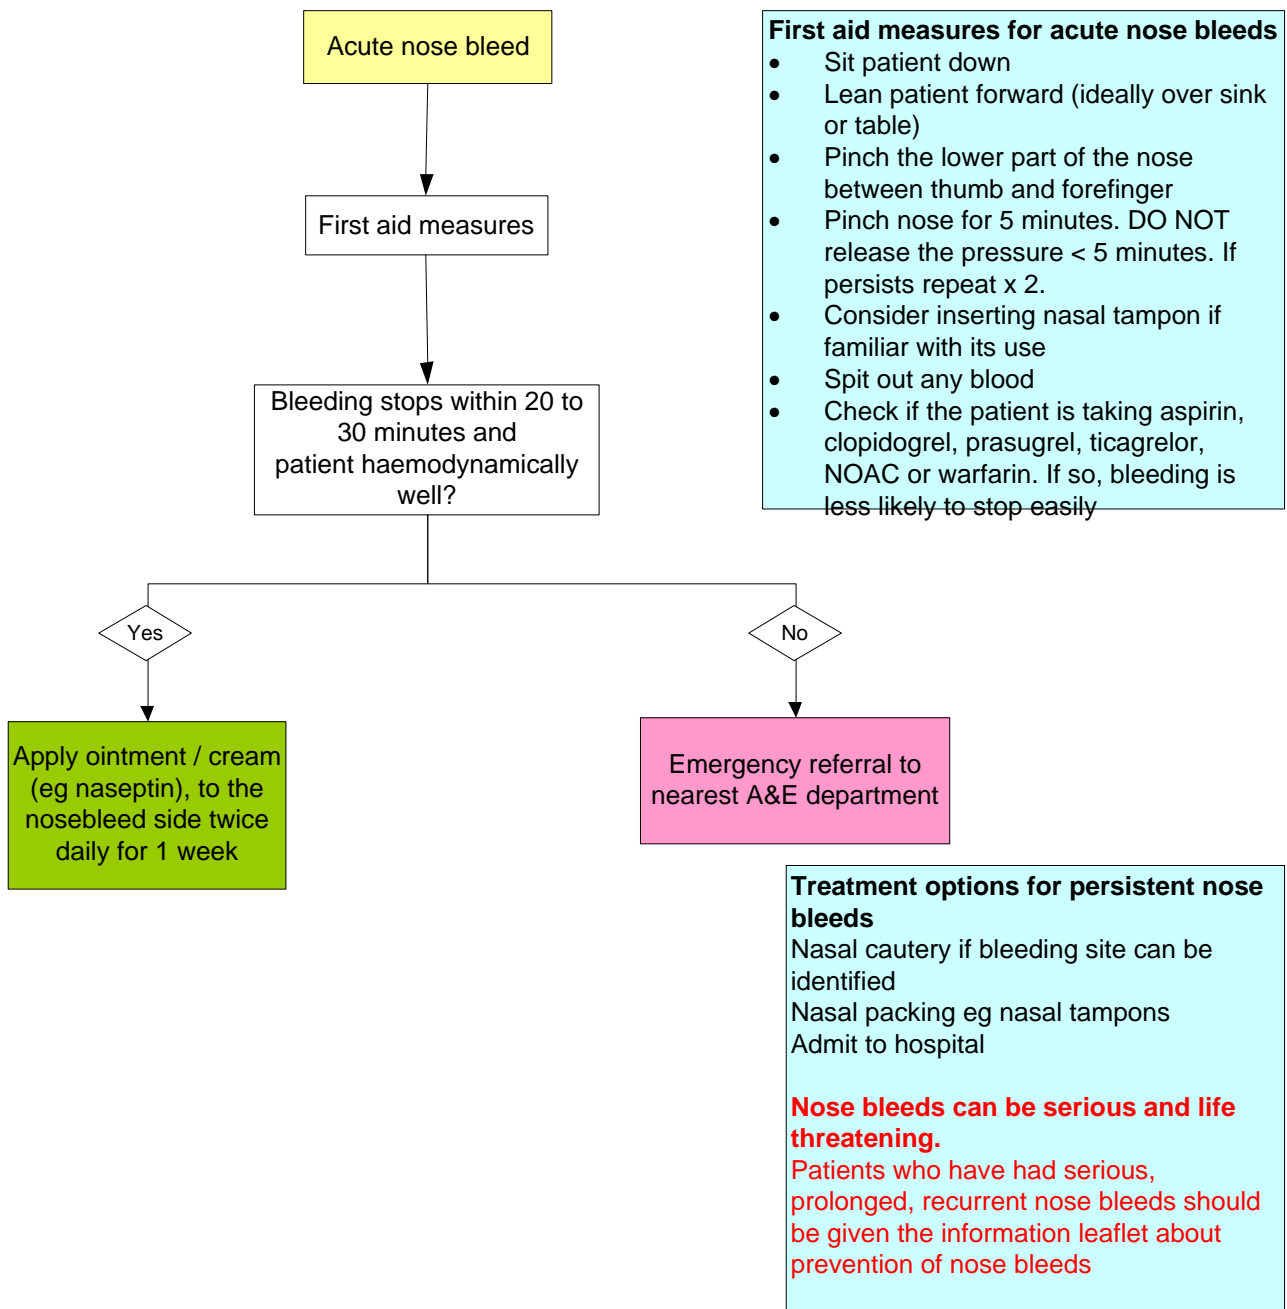 Acute nose bleed
First aid measures
Bleeding stops within 20 to
30 minutes and
patient haemodynamically
well?
Yes
No
Apply ointment / cream
(eg naseptin), to the
nosebleed side twice
daily for 1 week
Emergency referral to
nearest A&E department
First aid measures for acute nose bleeds
• Sit patient down
• Lean patient forward (ideally over sink
or table)
• Pinch the lower part of the nose
between thumb and forefinger
• Pinch nose for 5 minutes. DO NOT
release the pressure < 5 minutes. If
persists repeat x 2.
• Consider inserting nasal tampon if
familiar with its use
• Spit out any blood
• Check if the patient is taking aspirin,
clopidogrel, prasugrel, ticagrelor,
NOAC or warfarin. If so, bleeding is
less likely to stop easily
Treatment options for persistent nose
bleeds
Nasal cautery if bleeding site can be
identified
Nasal packing eg nasal tampons
Admit to hospital
Nose bleeds can be serious and life
threatening.
Patients who have had serious,
prolonged, recurrent nose bleeds should
be given the information leaflet about
prevention of nose bleeds